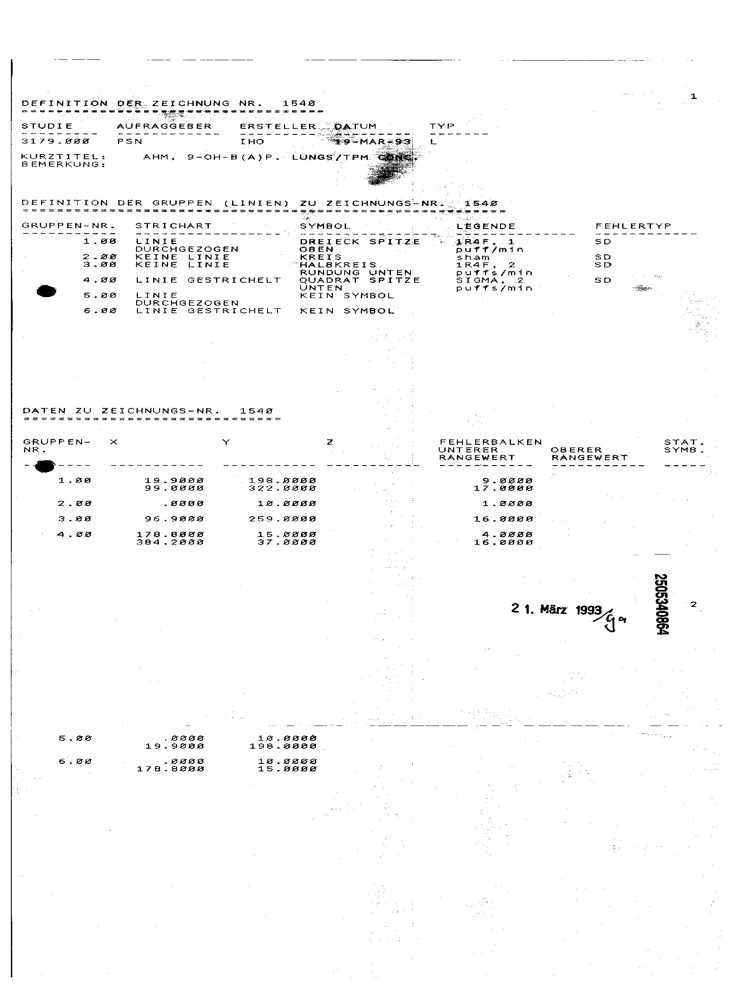 1
DEFINITION DER ZEICHNUNG NR. 1540
STUDIE AUFRAGGEBER ERSTELLER DATUM TYP
3179.000 PSN IHO 19-MAR-93 L
KURZTITEL: AHM. 9-OH-B(A)P. LUNGS/TPM CONC.
BEMERKUNG:
DEFINITION DER GRUPPEN (LINIEN) ZU ZEICHNUNGS-NR. 1540
GRUPPEN-NR. STRICHART SYMBOL LEGENDE FEHLERTYP
1.00 LINIE DREIECK SPITZE 1R4F, 1 SD
DURCHGEZOGEN OBEN puff/min
2.00 KEINE LINIE KREIS sham SD
3.00 KEINE LINIE HALBKREIS 1R4F, 2 SD
RUNDUNG UNTEN puffs/min
4.00 LINIE GESTRICHELT QUADRAT SPITZE SIGMA, 2 SD
UNTEN puffs/min
5.00 LINIE KEIN SYMBOL
DURCHGEZOGEN
6.00 LINIE GESTRICHELT KEIN SYMBOL
DATEN ZU ZEICHNUNGS-NR. 1540
GRUPPEN- X Y Z FEHLERBALKEN STAT.
NR. UNTERER OBERER SYMB.
RANGEWERT RANGEWERT
1.00 19.9000 198.0000 9.0000
99.0000 322.0000 17.0000
2.00 .0000 10.0000 1.0000
3.00 96.9000 259.0000 16.0000
4.00 178.8000 15.0000 4.0000
384.2000 37.0000 16.0000
2505340864
21. März 1993
2
5.00 .0000 10.0000
19.9000 198.0000
6.00 .0000 10.0000
178.8000 15.0000